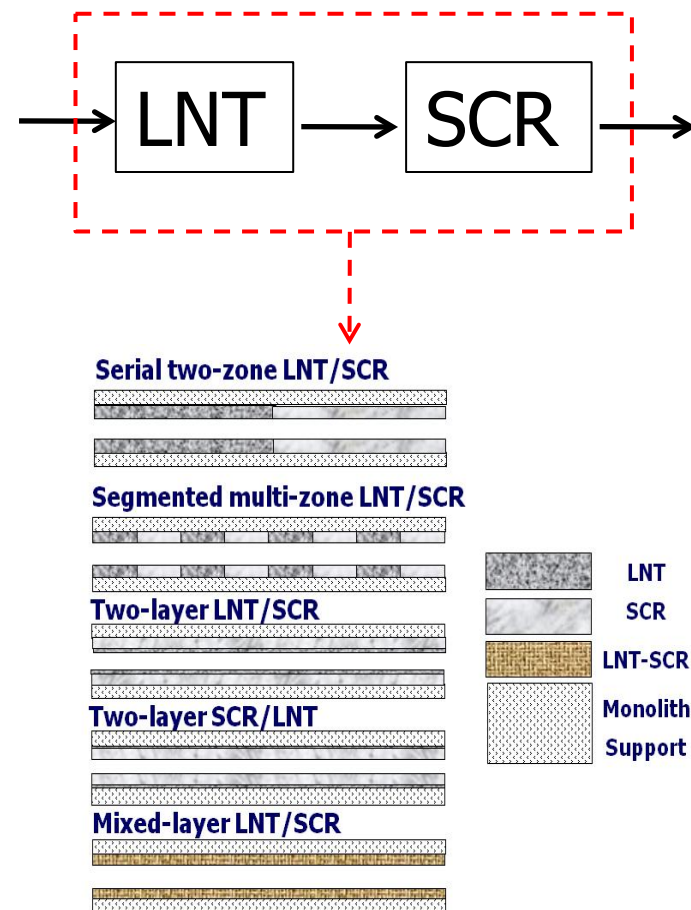 LNT
SCR
Serial two-zone LNT/SCR
Segmented multi-zone LNT/SCR
Two-layer LNT/SCR
Two-layer SCR/LNT
Mixed-layer LNT/SCR
LNT
SCR
LNT-SCR
Monolith
Support